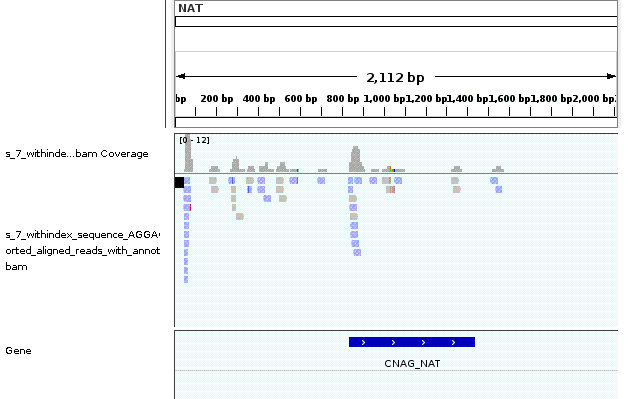 NAT
2,112 bp
bp 200 bp 400 bp 600 bp 800 bp 1,000 bp 1,200 bp 1,400 bp 1,600 bp 1,800 bp 2,000 bp 2,
[0 - 12]
s_7_withinde...bam Coverage
s_7_withindex_sequence_AGGA
orted_aligned_reads_with_annot
bam
Gene
CNAG_NAT